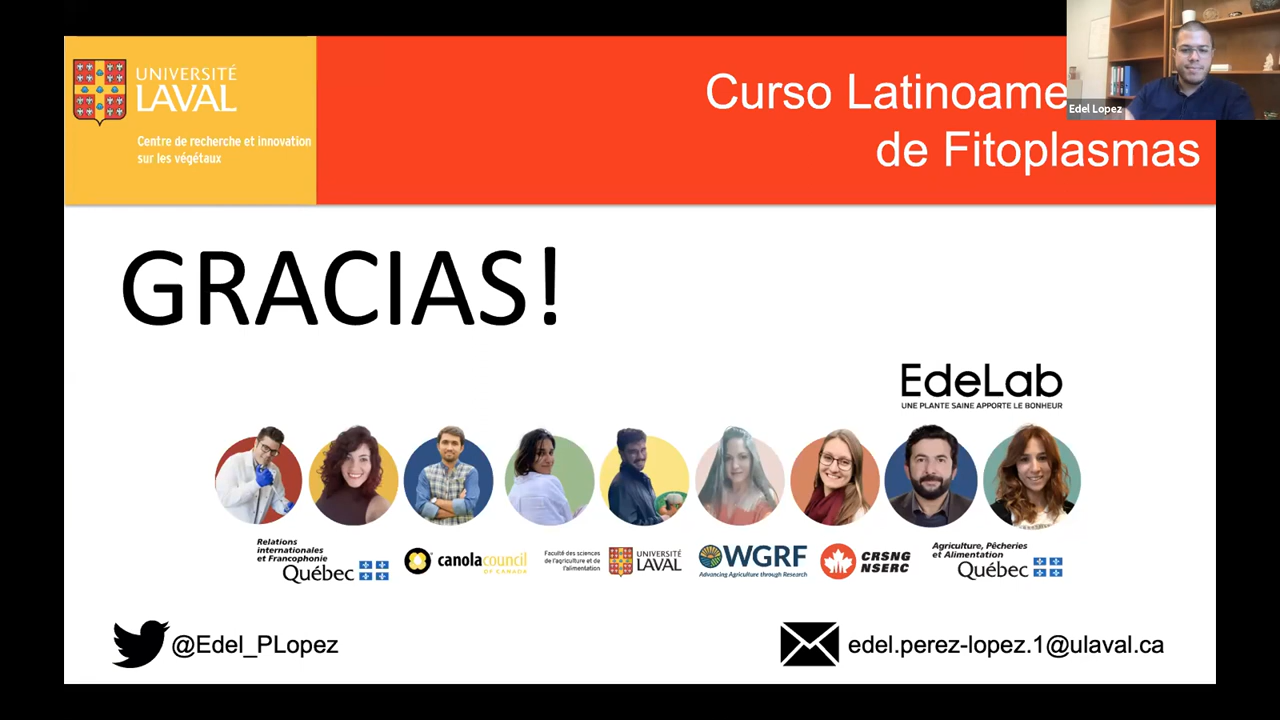 UNIVERSITÉ
LAVAL
Centre de recherche et innovation
sur les végétaux
Curso Latinoame
de Fitoplasmas
Edel Lopez
GRACIAS!
EdeLab
UNE PLANTE SAINE APPORTE LE BONHEUR
Relations
internationales
et Francophonie
Québec
canolacouncil
OF CANADA
Faculté des sciences
de l'agriculture et de
l'alimentation
UNIVERSITÉ
LAVAL
WGRF
Advancing Agriculture through Research
CRSNG
NSERC
Agriculture, Pêcheries
et Alimentation
Québec
@Edel_PLopez
edel.perez-lopez.1@ulaval.ca